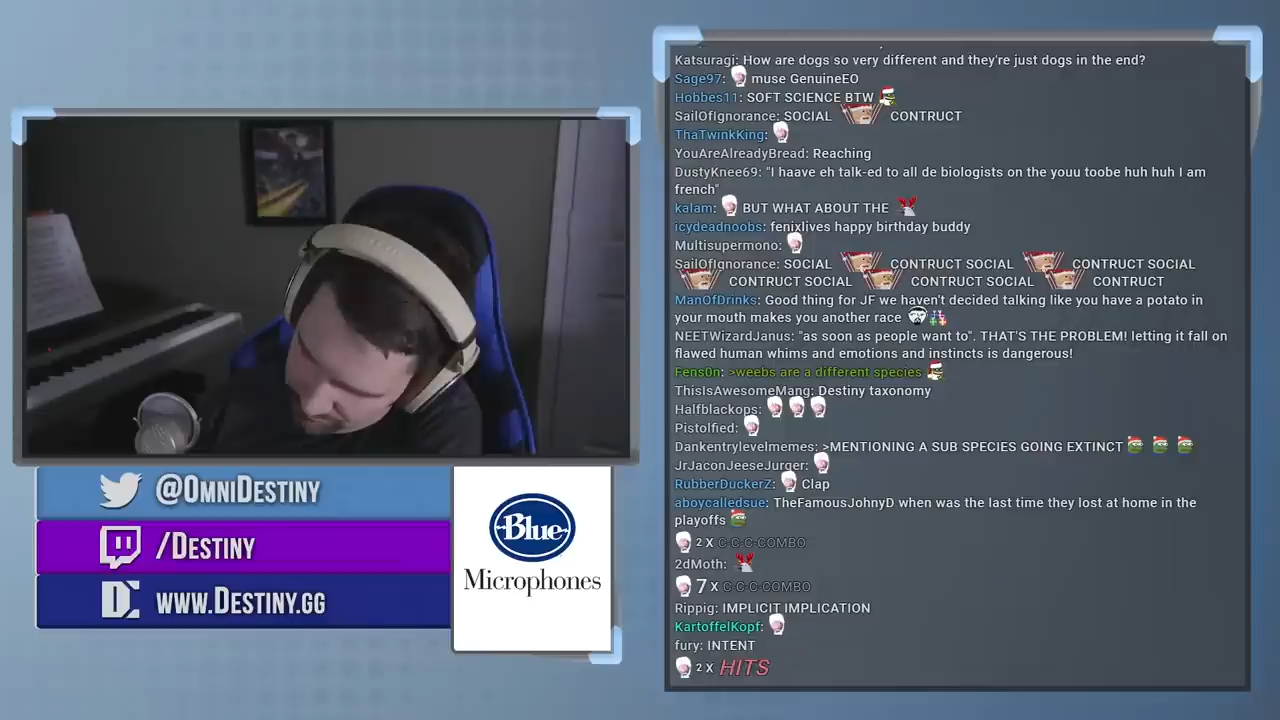 Katsuragi: How are dogs so very different and they're just dogs in the end?
Sage97: muse GenuineEO
Hobbes11: SOFT SCIENCE BTW
SailOfIgnorance: SOCIAL CONTRUCT
ThaTwinkKing:
YouAreAlreadyBread: Reaching
DustyKnee69: "I haave eh talk-ed to all de biologists on the youu toobe huh huh I am
french"
kalam: BUT WHAT ABOUT THE
icydeadnoobs: fenixlives happy birthday buddy
Multisupermono:
SailOfIgnorance: SOCIAL CONTRUCT SOCIAL CONTRUCT SOCIAL
CONTRUCT SOCIAL CONTRUCT SOCIAL CONTRUCT
ManOfDrinks: Good thing for JF we haven't decided talking like you have a potato in
your mouth makes you another race
NEETWizardJanus: "as soon as people want to". THAT'S THE PROBLEM! letting it fall on
flawed human whims and emotions and instincts is dangerous!
Fens0n: >weebs are a different species
ThisIsAwesomeMang: Destiny taxonomy
Halfblackops:
Pistolfied:
Dankentrylevelmemes: >MENTIONING A SUB SPECIES GOING EXTINCT
JrJaconJeeseJurger:
RubberDuckerZ: Clap
aboycalledsue: TheFamousJohnyD when was the last time they lost at home in the
playoffs
2 X C-C-C-COMBO
2dMoth:
7 X C-C-C-COMBO
Rippig: IMPLICIT IMPLICATION
KartoffelKopf:
fury: INTENT
2 X HITS
@OmniDestiny
/Destiny
www.Destiny.gg
Blue
Microphones